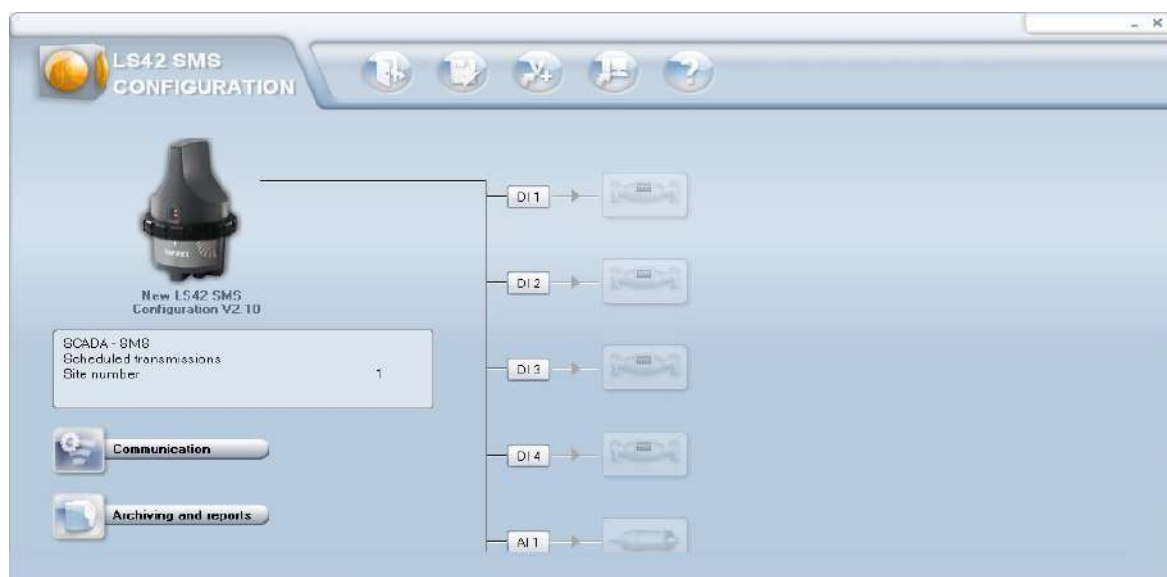 LS42 SMS
CONFIGURATION
V+
?
New LS42 SMS
Configuration V2.10
SCADA - SMS
Scheduled transmissions
Site number 1
Communication
Archiving and reports
DI 1
DI 2
DI 3
DI 4
AI 1